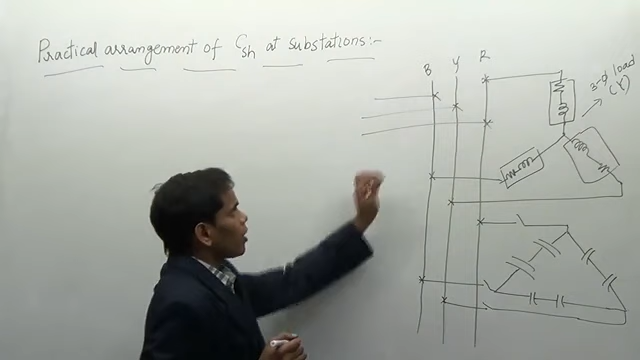 Practical arrangement of Csh at substations:-
B Y R
3-ϕ load
(Y)